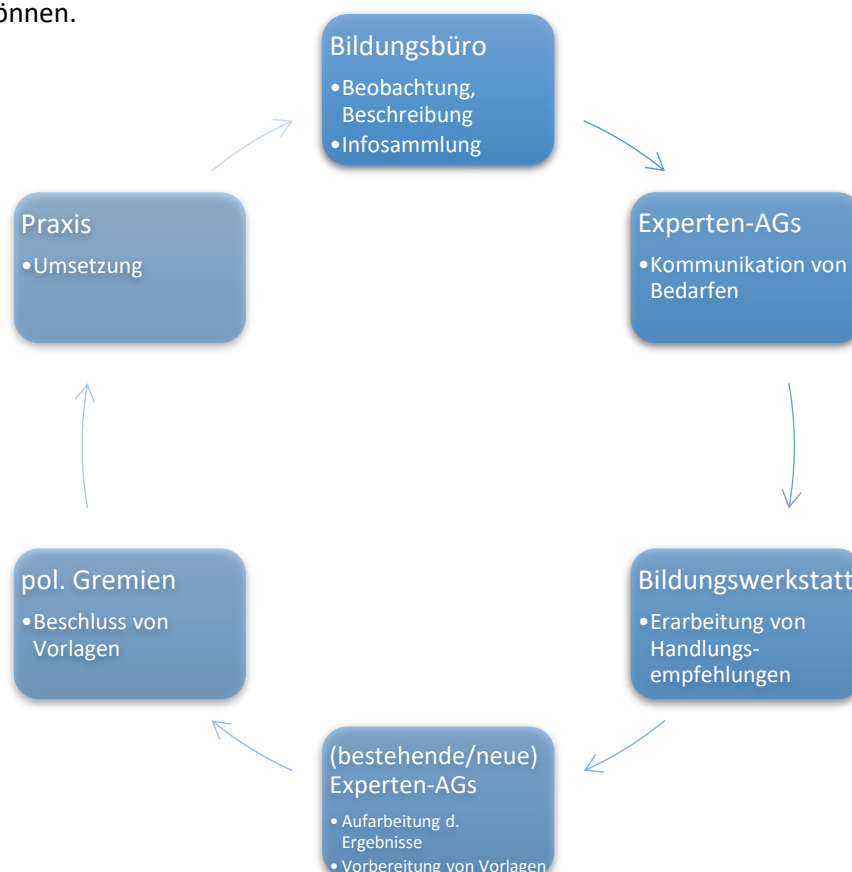 önnen.
Bildungsbüro
•Beobachtung,
Beschreibung
•Infosammlung
Experten-AGs
•Kommunikation von
Bedarfen
Bildungswerkstatt
•Erarbeitung von
Handlungs-
empfehlungen
(bestehende/neue)
Experten-AGs
• Aufarbeitung d.
Ergebnisse
• Vorbereitung von Vorlagen
pol. Gremien
•Beschluss von
Vorlagen
Praxis
•Umsetzung